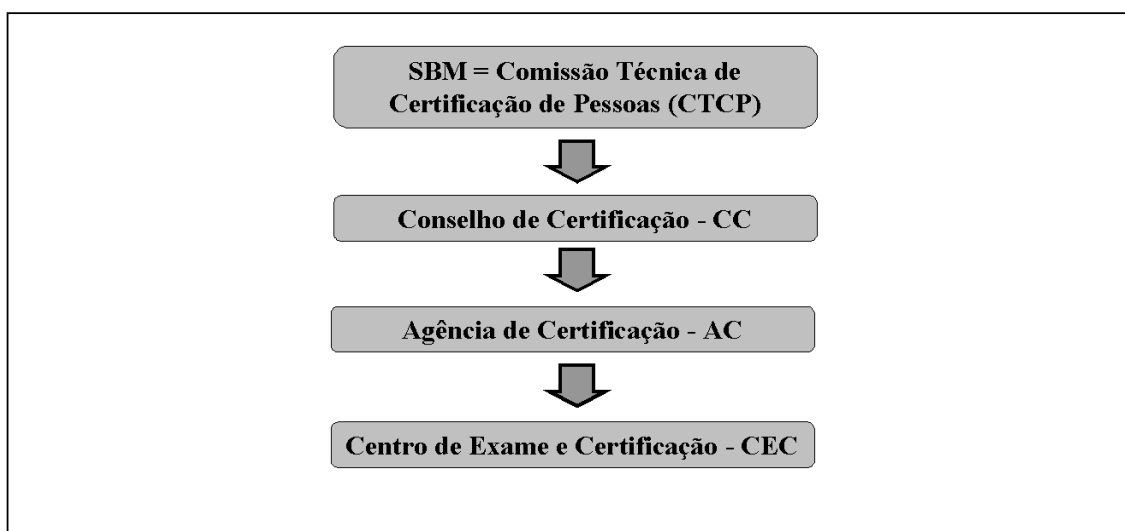 SBM = Comissão Técnica de
Certificação de Pessoas (CTCP)
Conselho de Certificação - CC
Agência de Certificação - AC
Centro de Exame e Certificação - CEC